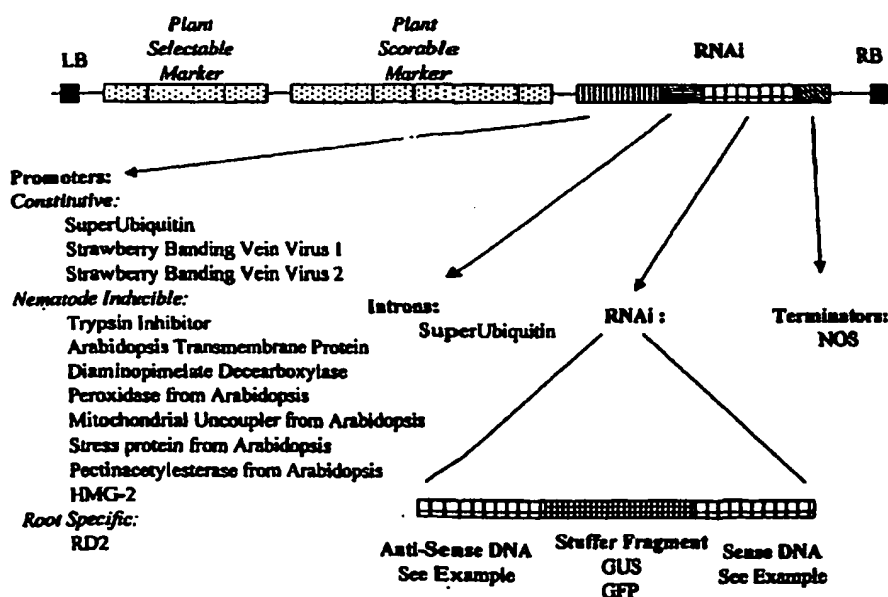 LB
Plant
Selectable
Marker
Plant
Scorable
Marker
RNAi
RB
Promoters:
Constitutive:
SuperUbiquitin
Strawberry Banding Vein Virus 1
Strawberry Banding Vein Virus 2
Nematode Inducible:
Trypsin Inhibitor
Arabidopsis Transmembrane Protein
Diaminopimelate Decearboxylase
Peroxidase from Arabidopsis
Mitochondrial Uncoupler from Arabidopsis
Stress protein from Arabidopsis
Pectinacetylesterase from Arabidopsis
HMG-2
Root Specific:
RD2
Introns:
SuperUbiquitin
RNAi :
Terminators:
NOS
Anti-Sense DNA
See Example
Stuffer Fragment
GUS
GFP
Sense DNA
See Example